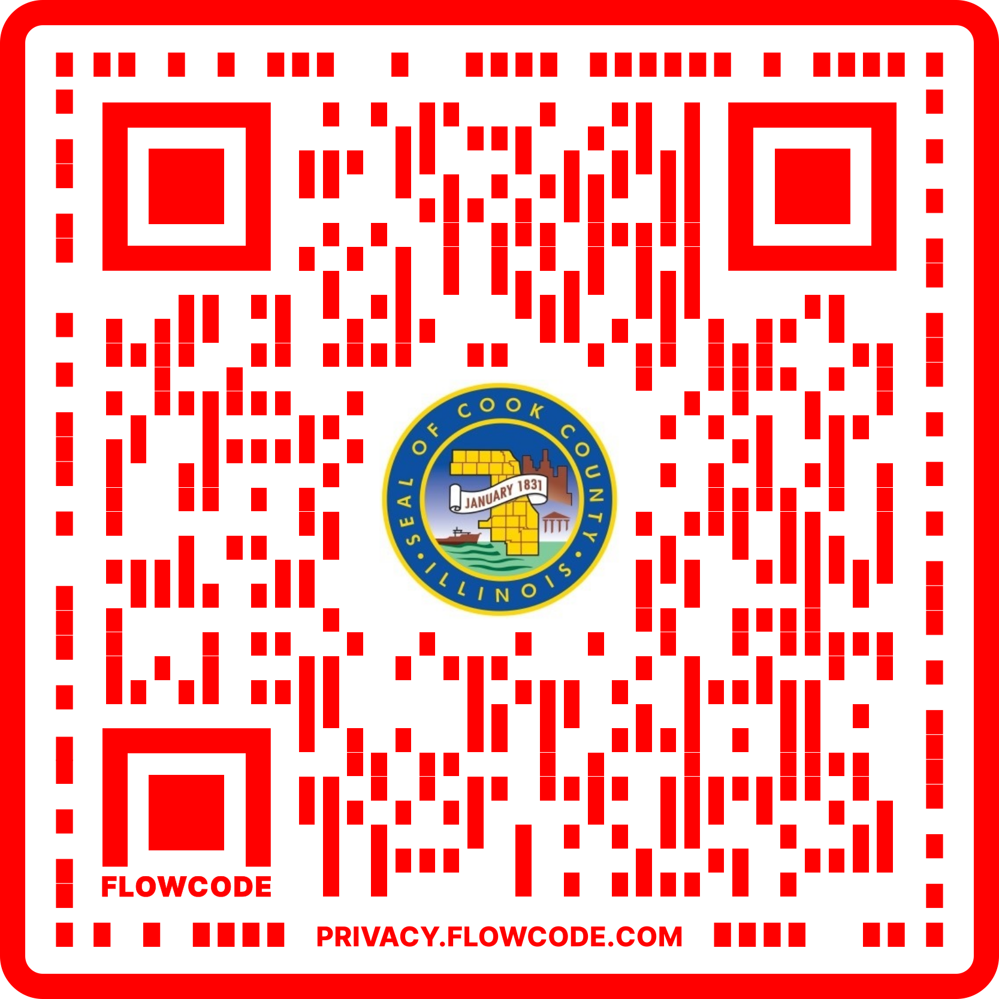 SEAL OF COOK COUNTY
• ILLINOIS •
JANUARY 1831
FLOWCODE
PRIVACY.FLOWCODE.COM